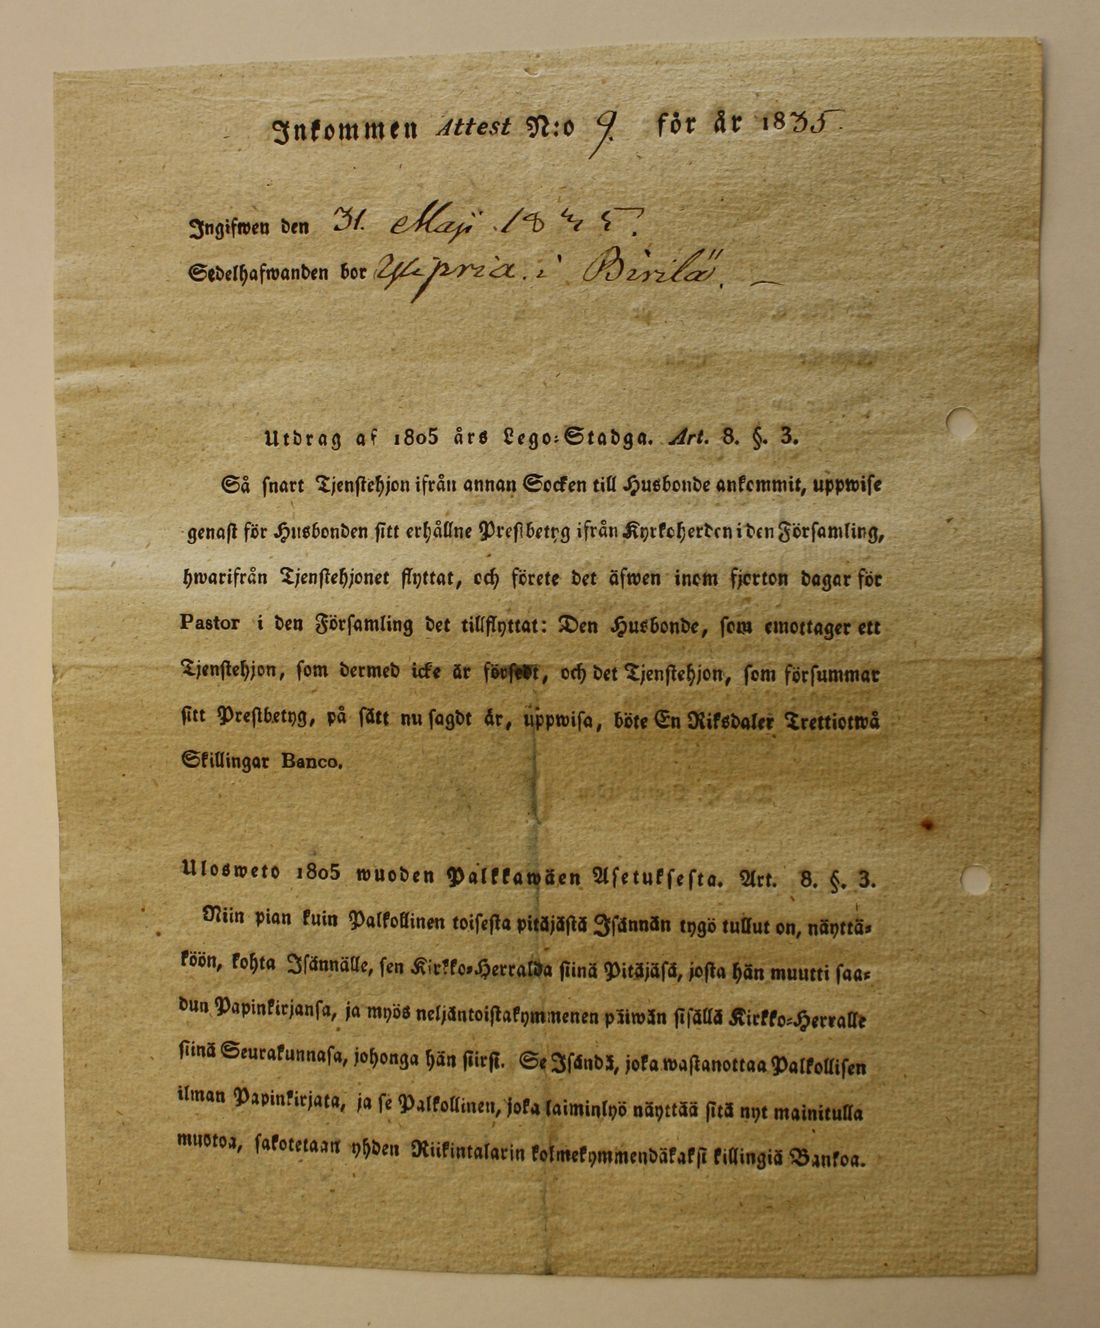 Inkommen Attest N:o 9. för år 1835.
Ingifwen den 31. Maji 1835.
Sedelhafwanden bor i Birilä.
Utdrag af 1805 års Lego-Stadga. Art. 8. §. 3.
Så snart Tjenstehjon ifrån annan Socken till Husbonde ankommit, uppwise
genast för Husbonden sitt erhållne Prestbetyg ifrån Kyrkoherden i den Församling,
hwarifrån Tjenstehjonet flyttat, och förete det äfwen inom fjorton dagar för
Pastor i den Församling det tillflyttat: Den Husbonde, som emottager ett
Tjenstehjon, som dermed icke är försedt, och det Tjenstehjon, som försummar
sitt Prestbetyg, på sätt nu sagdt är, uppwisa, böte En Riksdaler Trettiotwå
Skillingar Banco.
Ulosweto 1805 wuoden Palkkawäen Asetuksesta. Art. 8. §. 3.
Niin pian kuin Palkollinen toisesta pitäjästä Isännän tygö tullut on, näyttä-
köön, kohta Isännälle, sen Kirkko-Herralda siinä Pitäjäsä, josta hän muutti saa-
dun Papinkirjansa, ja myös neljäntoistakymmenen päiwän sisällä Kirkko-Herralle
siinä Seurakunnasa, johonga hän siirsi. Se Isändä, joka wastanottaa Palkollisen
ilman Papinkirjata, ja se Palkollinen, joka laiminlyö näyttää sitä nyt mainitulla
muotoa, sakotetaan yhden Riikintalarin kolmekymmendäkaksi killingiä Bankoa.